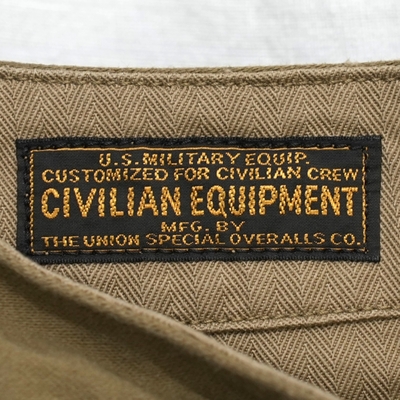 U.S. MILITARY EQUIP.
CUSTOMIZED FOR CIVILIAN CREW
CIVILIAN EQUIPMENT
MFG. BY
THE UNION SPECIAL OVERALLS CO.